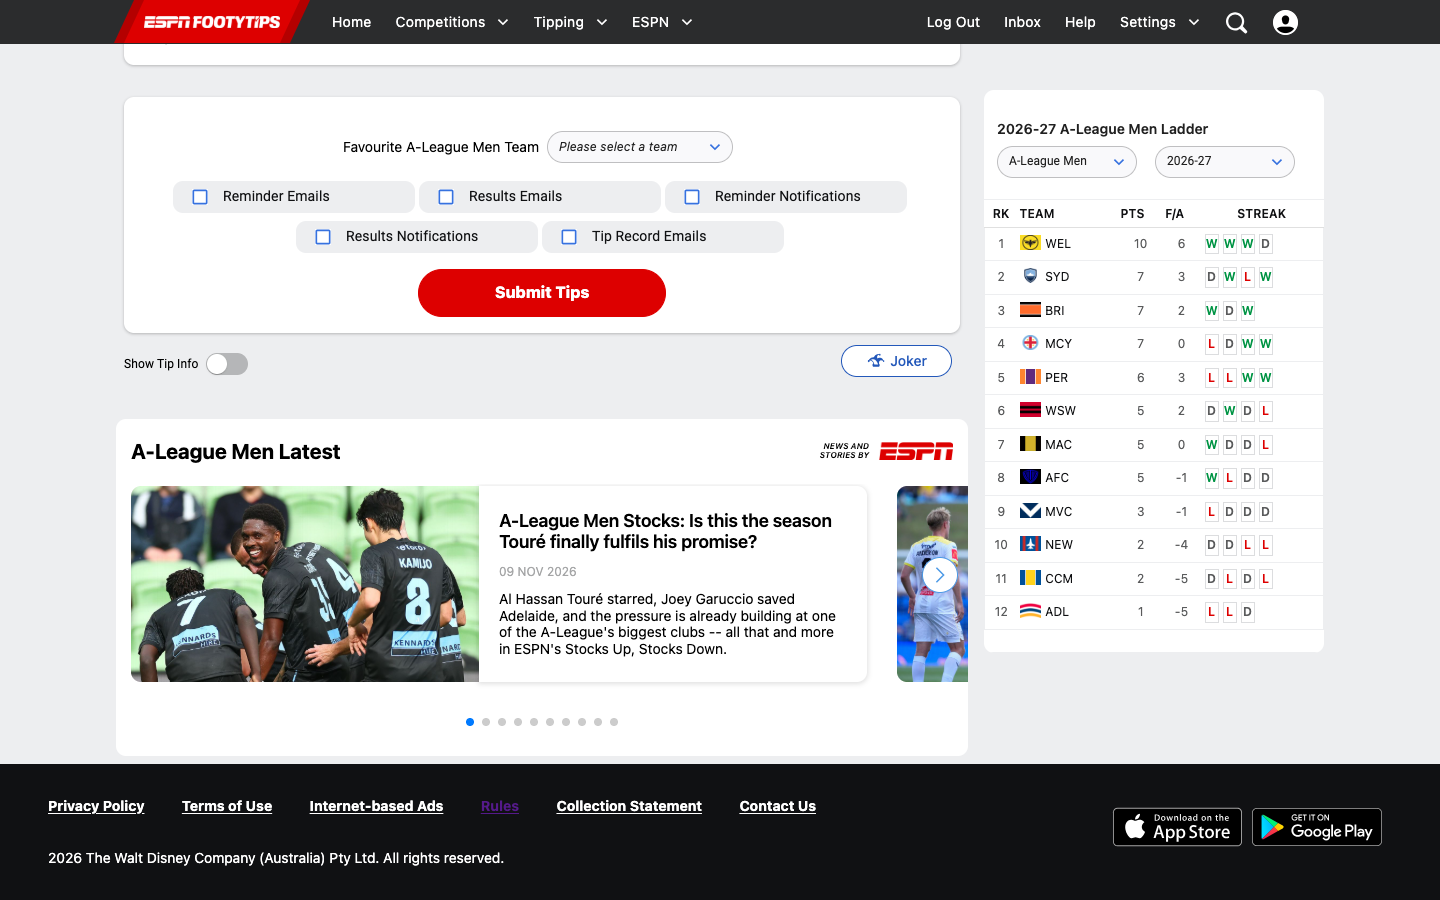 ESPN FOOTYTIPS
Home
Competitions
Tipping
ESPN
Log Out
Inbox
Help
Settings
Favourite A-League Men Team
Please select a team
Reminder Emails
Results Emails
Reminder Notifications
Results Notifications
Tip Record Emails
Submit Tips
Show Tip Info
Joker
A-League Men Latest
NEWS AND
STORIES BY
ESPN
7
KAMIJO
8
KENNARDS
A-League Men Stocks: Is this the season
Touré finally fulfils his promise?
09 NOV 2026
Al Hassan Touré starred, Joey Garuccio saved
Adelaide, and the pressure is already building at one
of the A-League's biggest clubs -- all that and more
in ESPN's Stocks Up, Stocks Down.
2026-27 A-League Men Ladder
A-League Men
2026-27
RK TEAM PTS F/A STREAK
1 WEL 10 6 W W W D
2 SYD 7 3 D W L W
3 BRI 7 2 W D W
4 MCY 7 0 L D W W
5 PER 6 3 L L W W
6 WSW 5 2 D W D L
7 MAC 5 0 W D D L
8 AFC 5 -1 W L D D
9 MVC 3 -1 L D D D
10 NEW 2 -4 D D L L
11 CCM 2 -5 D L D L
12 ADL 1 -5 L L D
Privacy Policy
Terms of Use
Internet-based Ads
Rules
Collection Statement
Contact Us
2026 The Walt Disney Company (Australia) Pty Ltd. All rights reserved.
Download on the
App Store
GET IT ON
Google Play